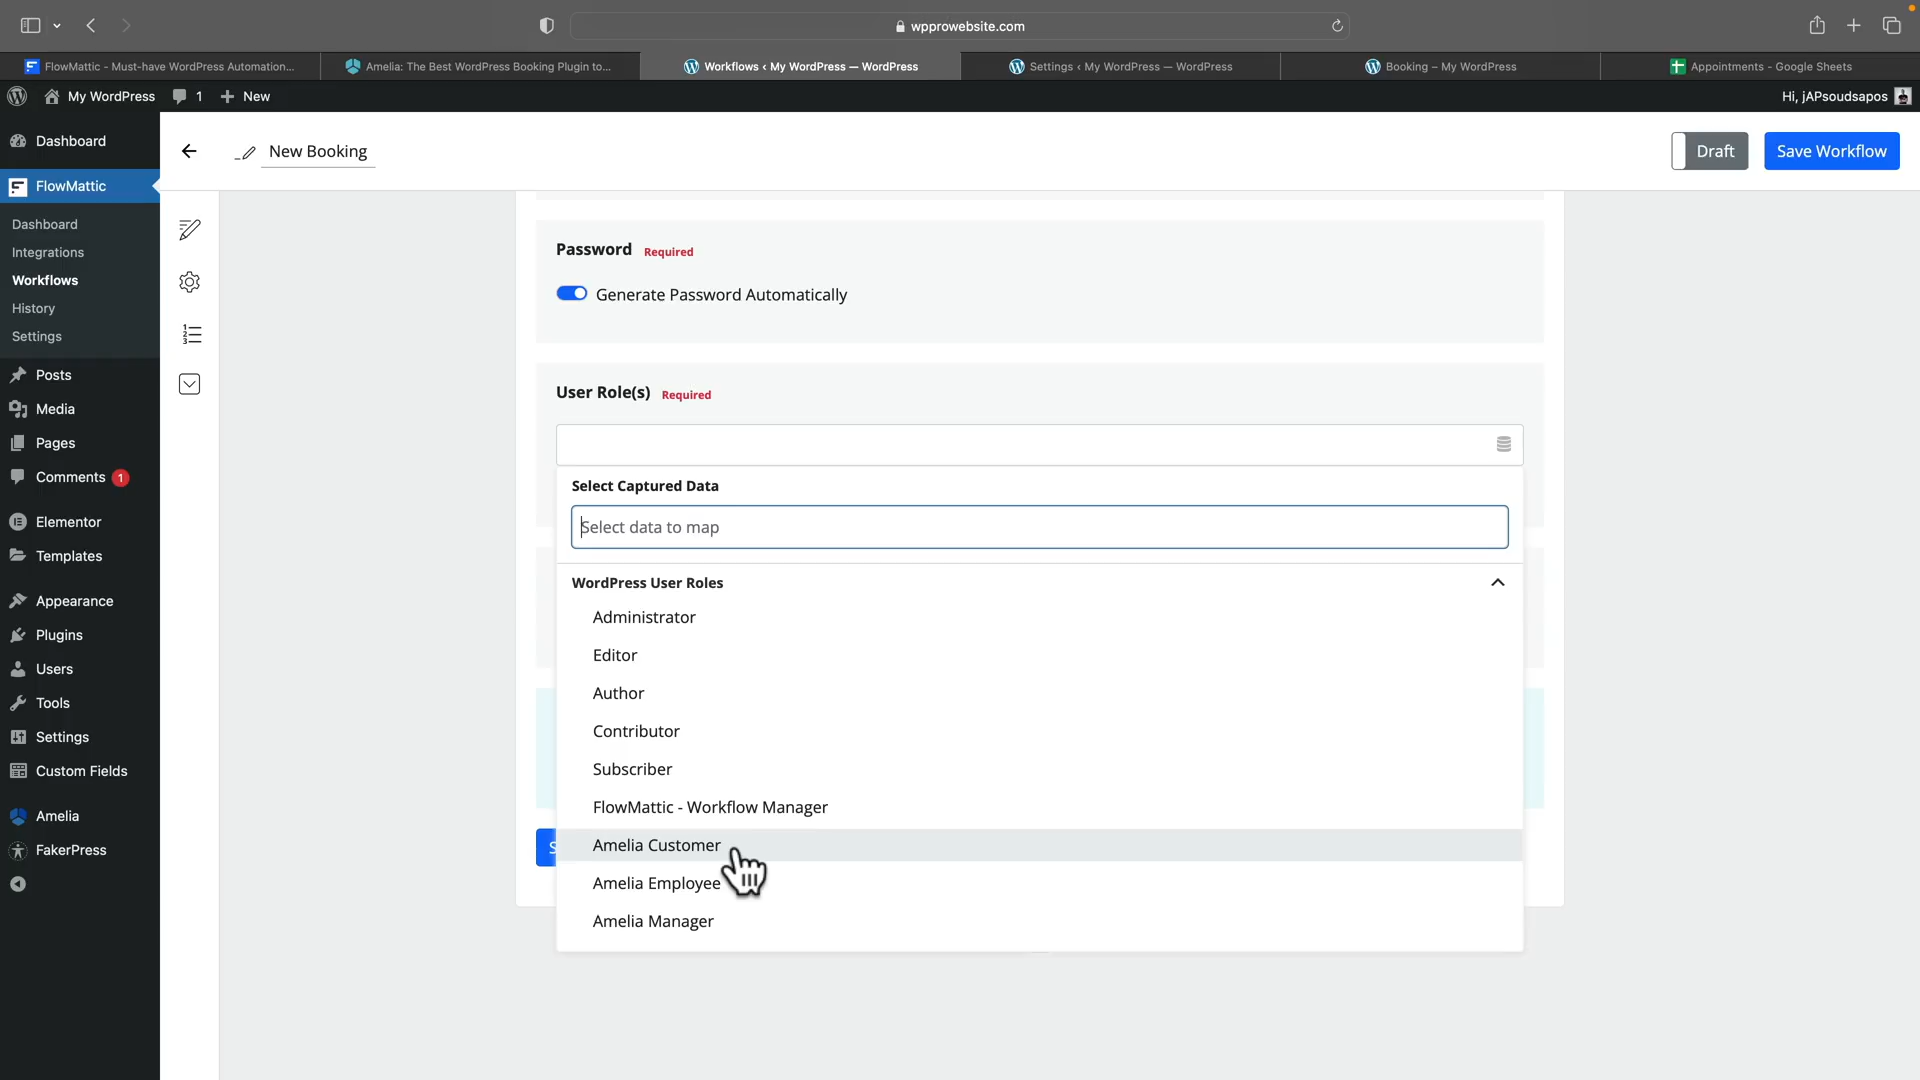 wpprowebsite.com
FlowMattic - Must-have WordPress Automation...
Amelia: The Best WordPress Booking Plugin to...
Workflows ‹ My WordPress — WordPress
Settings ‹ My WordPress — WordPress
Booking – My WordPress
Appointments - Google Sheets
My WordPress
1
New
Hi, jAPsoudsapos
Dashboard
FlowMattic
Dashboard
Integrations
Workflows
History
Settings
Posts
Media
Pages
Comments 1
Elementor
Templates
Appearance
Plugins
Users
Tools
Settings
Custom Fields
Amelia
FakerPress
New Booking
Draft
Save Workflow
Password Required
Generate Password Automatically
User Role(s) Required
Select Captured Data
Select data to map
WordPress User Roles
Administrator
Editor
Author
Contributor
Subscriber
FlowMattic - Workflow Manager
Amelia Customer
Amelia Employee
Amelia Manager